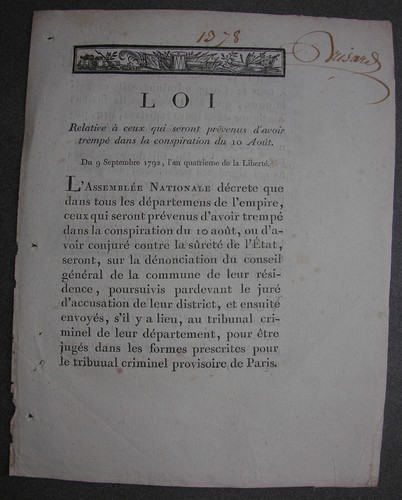 1978
LOI
Relative à ceux qui seront prévenus d'avoir
trempé dans la conspiration du 10 Août.
Du 9 Septembre 1792, l'an quatrieme de la Liberté.
L'ASSEMBLÉE NATIONALE décrete que
dans tous les départemens de l'empire,
ceux qui seront prévenus d'avoir trempé
dans la conspiration du 10 août, ou d'a-
voir conjuré contre la sûreté de l'État,
seront, sur la dénonciation du conseil
général de la commune de leur rési-
dence, poursuivis pardevant le juré
d'accusation de leur district, et ensuite
envoyés, s'il y a lieu, au tribunal cri-
minel de leur département, pour être
jugés dans les formes prescrites pour
le tribunal criminel provisoire de Paris.